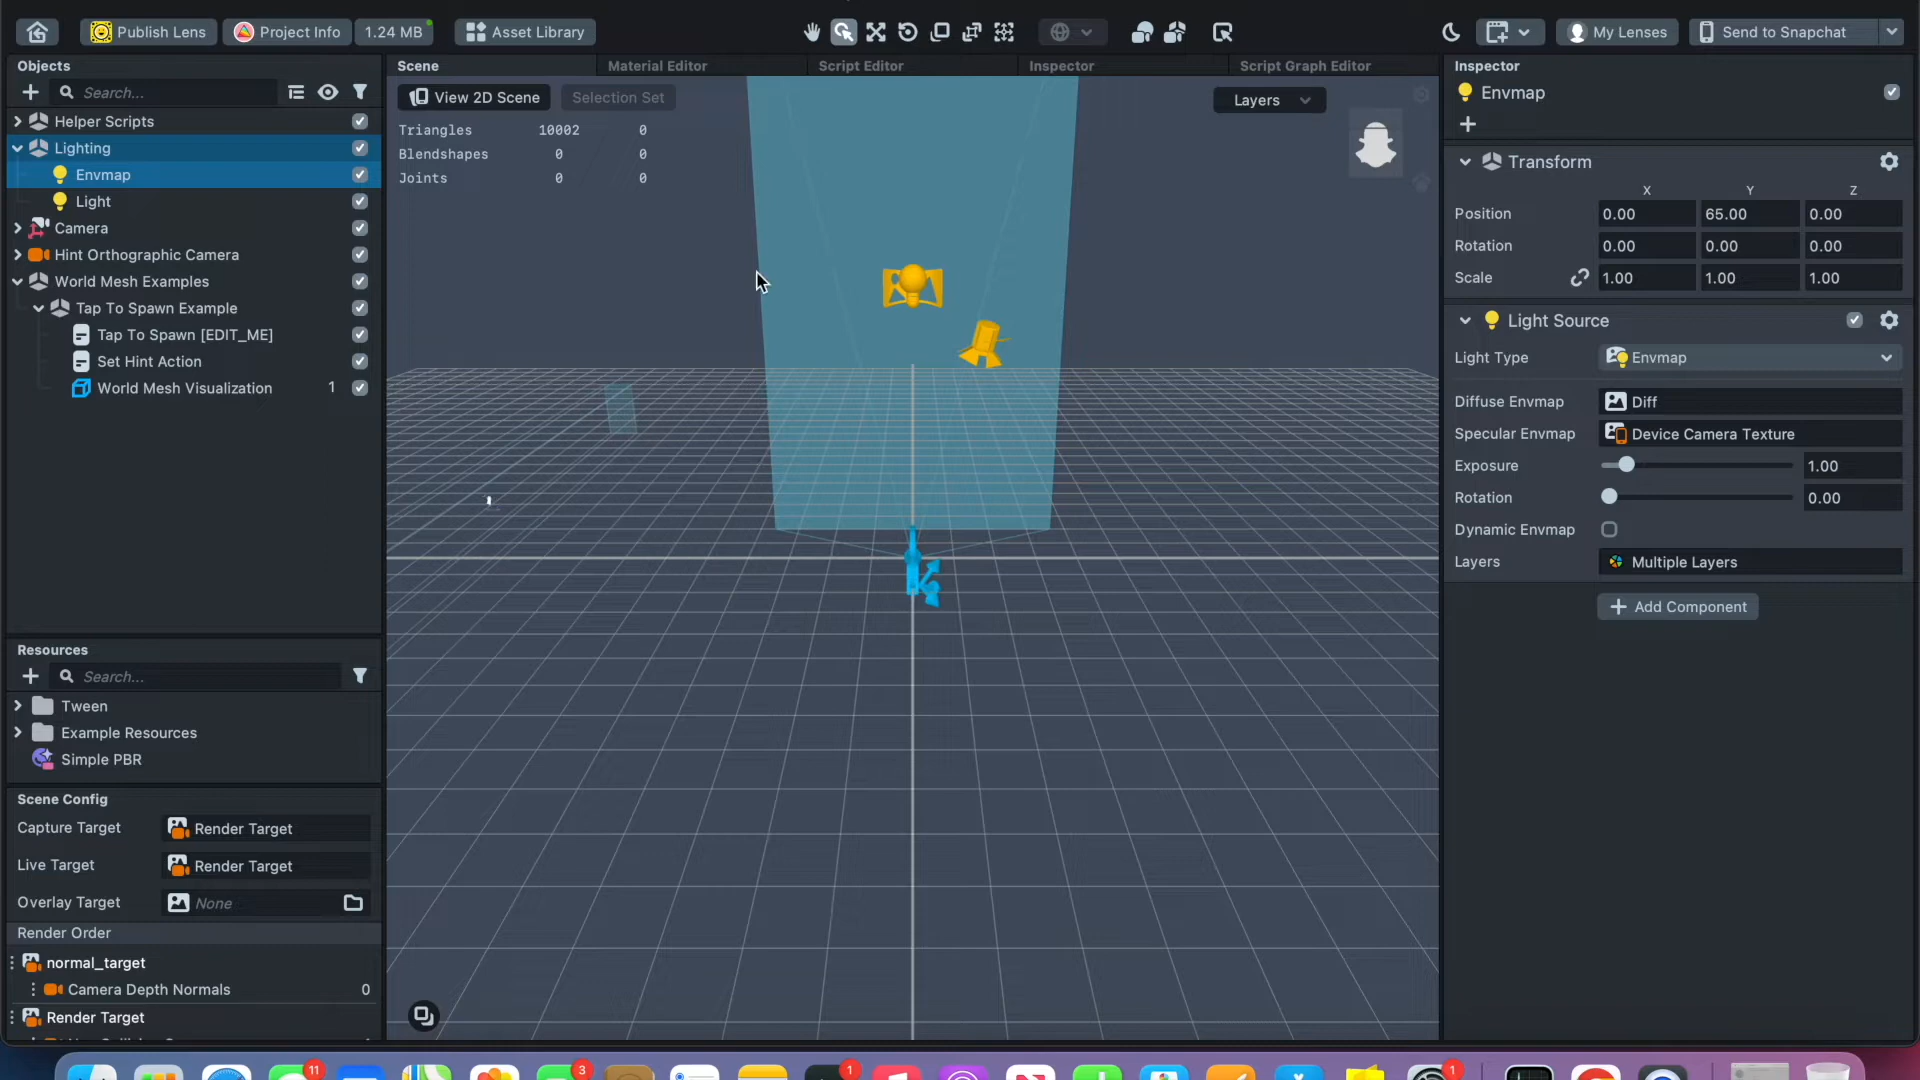 Publish Lens
Project Info
1.24 MB
Asset Library
My Lenses
Send to Snapchat
Objects
Search...
Helper Scripts
Lighting
Envmap
Light
Camera
Hint Orthographic Camera
World Mesh Examples
Tap To Spawn Example
Tap To Spawn [EDIT_ME]
Set Hint Action
World Mesh Visualization 1
Resources
Search...
Tween
Example Resources
Simple PBR
Scene Config
Capture Target Render Target
Live Target Render Target
Overlay Target None
Render Order
normal_target
Camera Depth Normals 0
Render Target
Scene
Material Editor
Script Editor
Inspector
Script Graph Editor
View 2D Scene
Selection Set
Layers
Triangles 10002 0
Blendshapes 0 0
Joints 0 0
Inspector
Envmap
Transform
X Y Z
Position 0.00 65.00 0.00
Rotation 0.00 0.00 0.00
Scale 1.00 1.00 1.00
Light Source
Light Type Envmap
Diffuse Envmap Diff
Specular Envmap Device Camera Texture
Exposure 1.00
Rotation 0.00
Dynamic Envmap
Layers Multiple Layers
Add Component
11
3
1
1